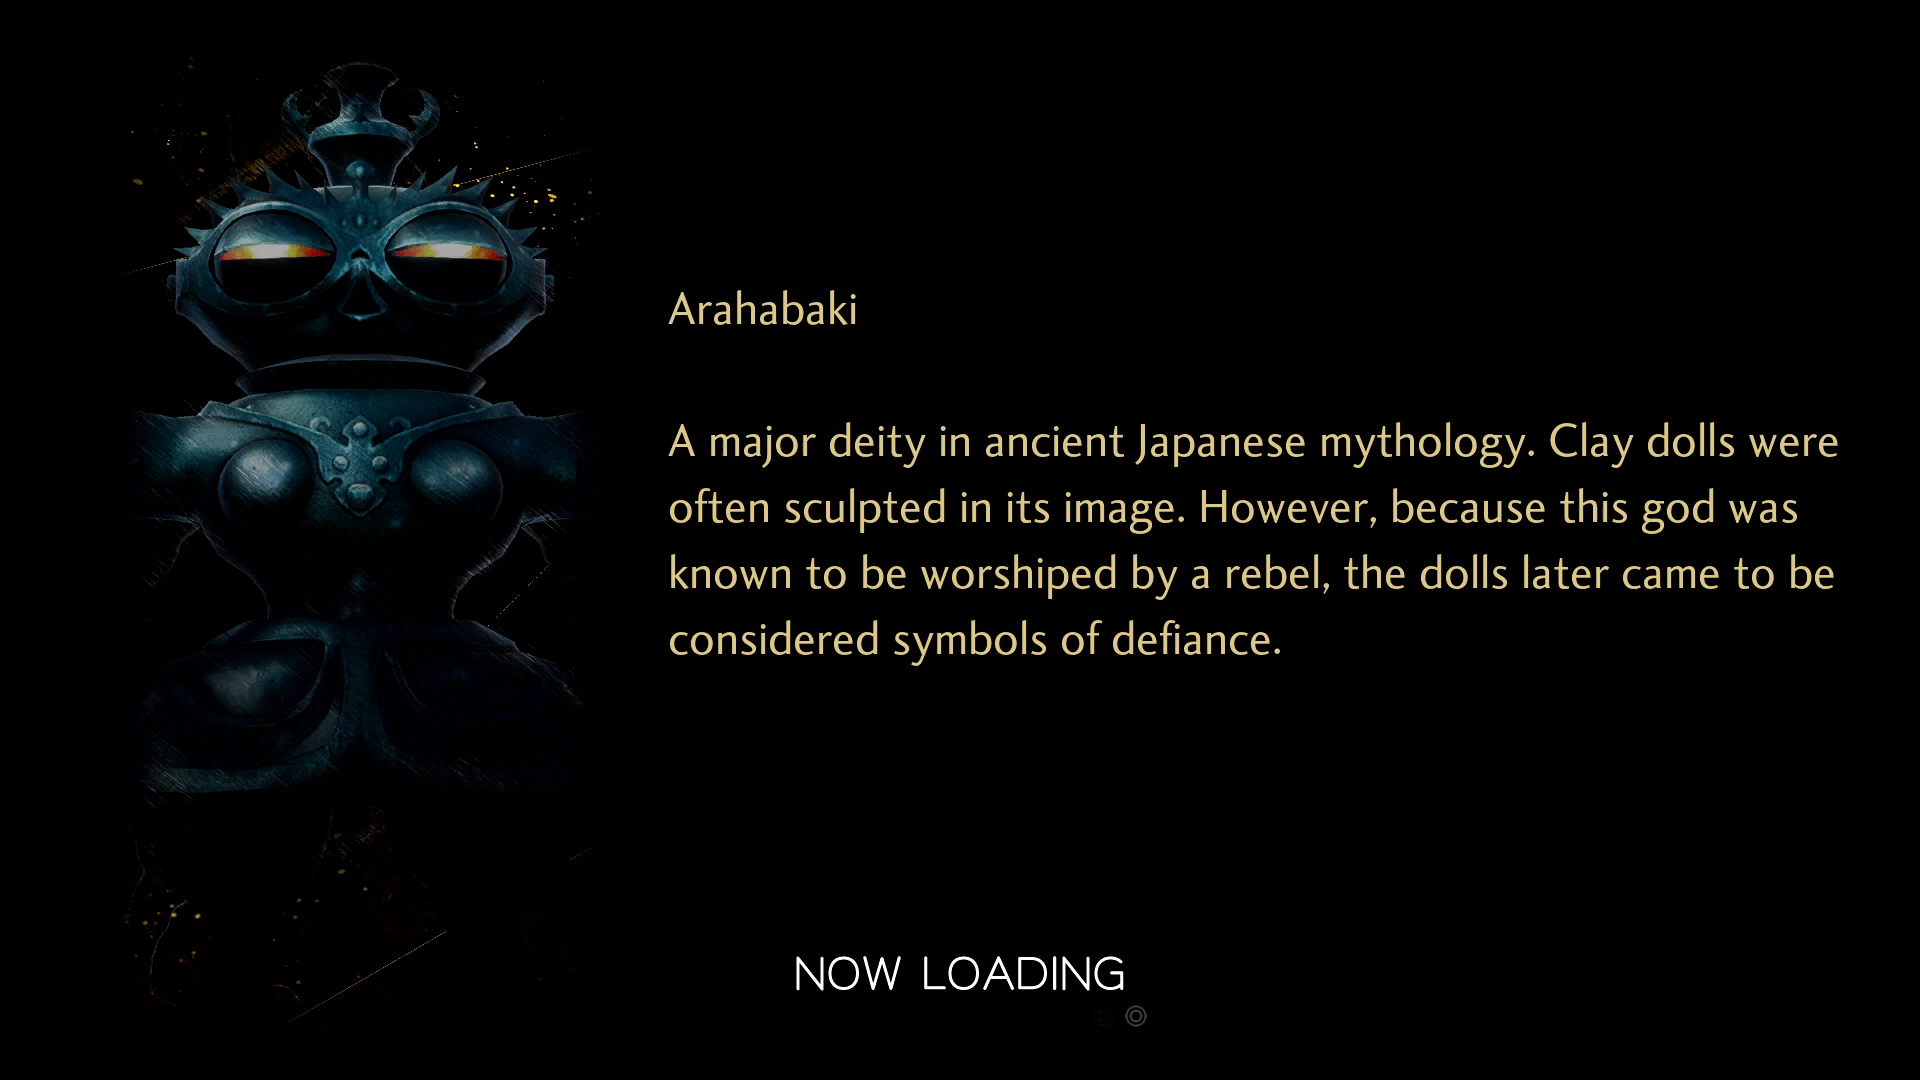 Arahabaki
A major deity in ancient Japanese mythology. Clay dolls were
often sculpted in its image. However, because this god was
known to be worshiped by a rebel, the dolls later came to be
considered symbols of defiance.
NOW LOADING